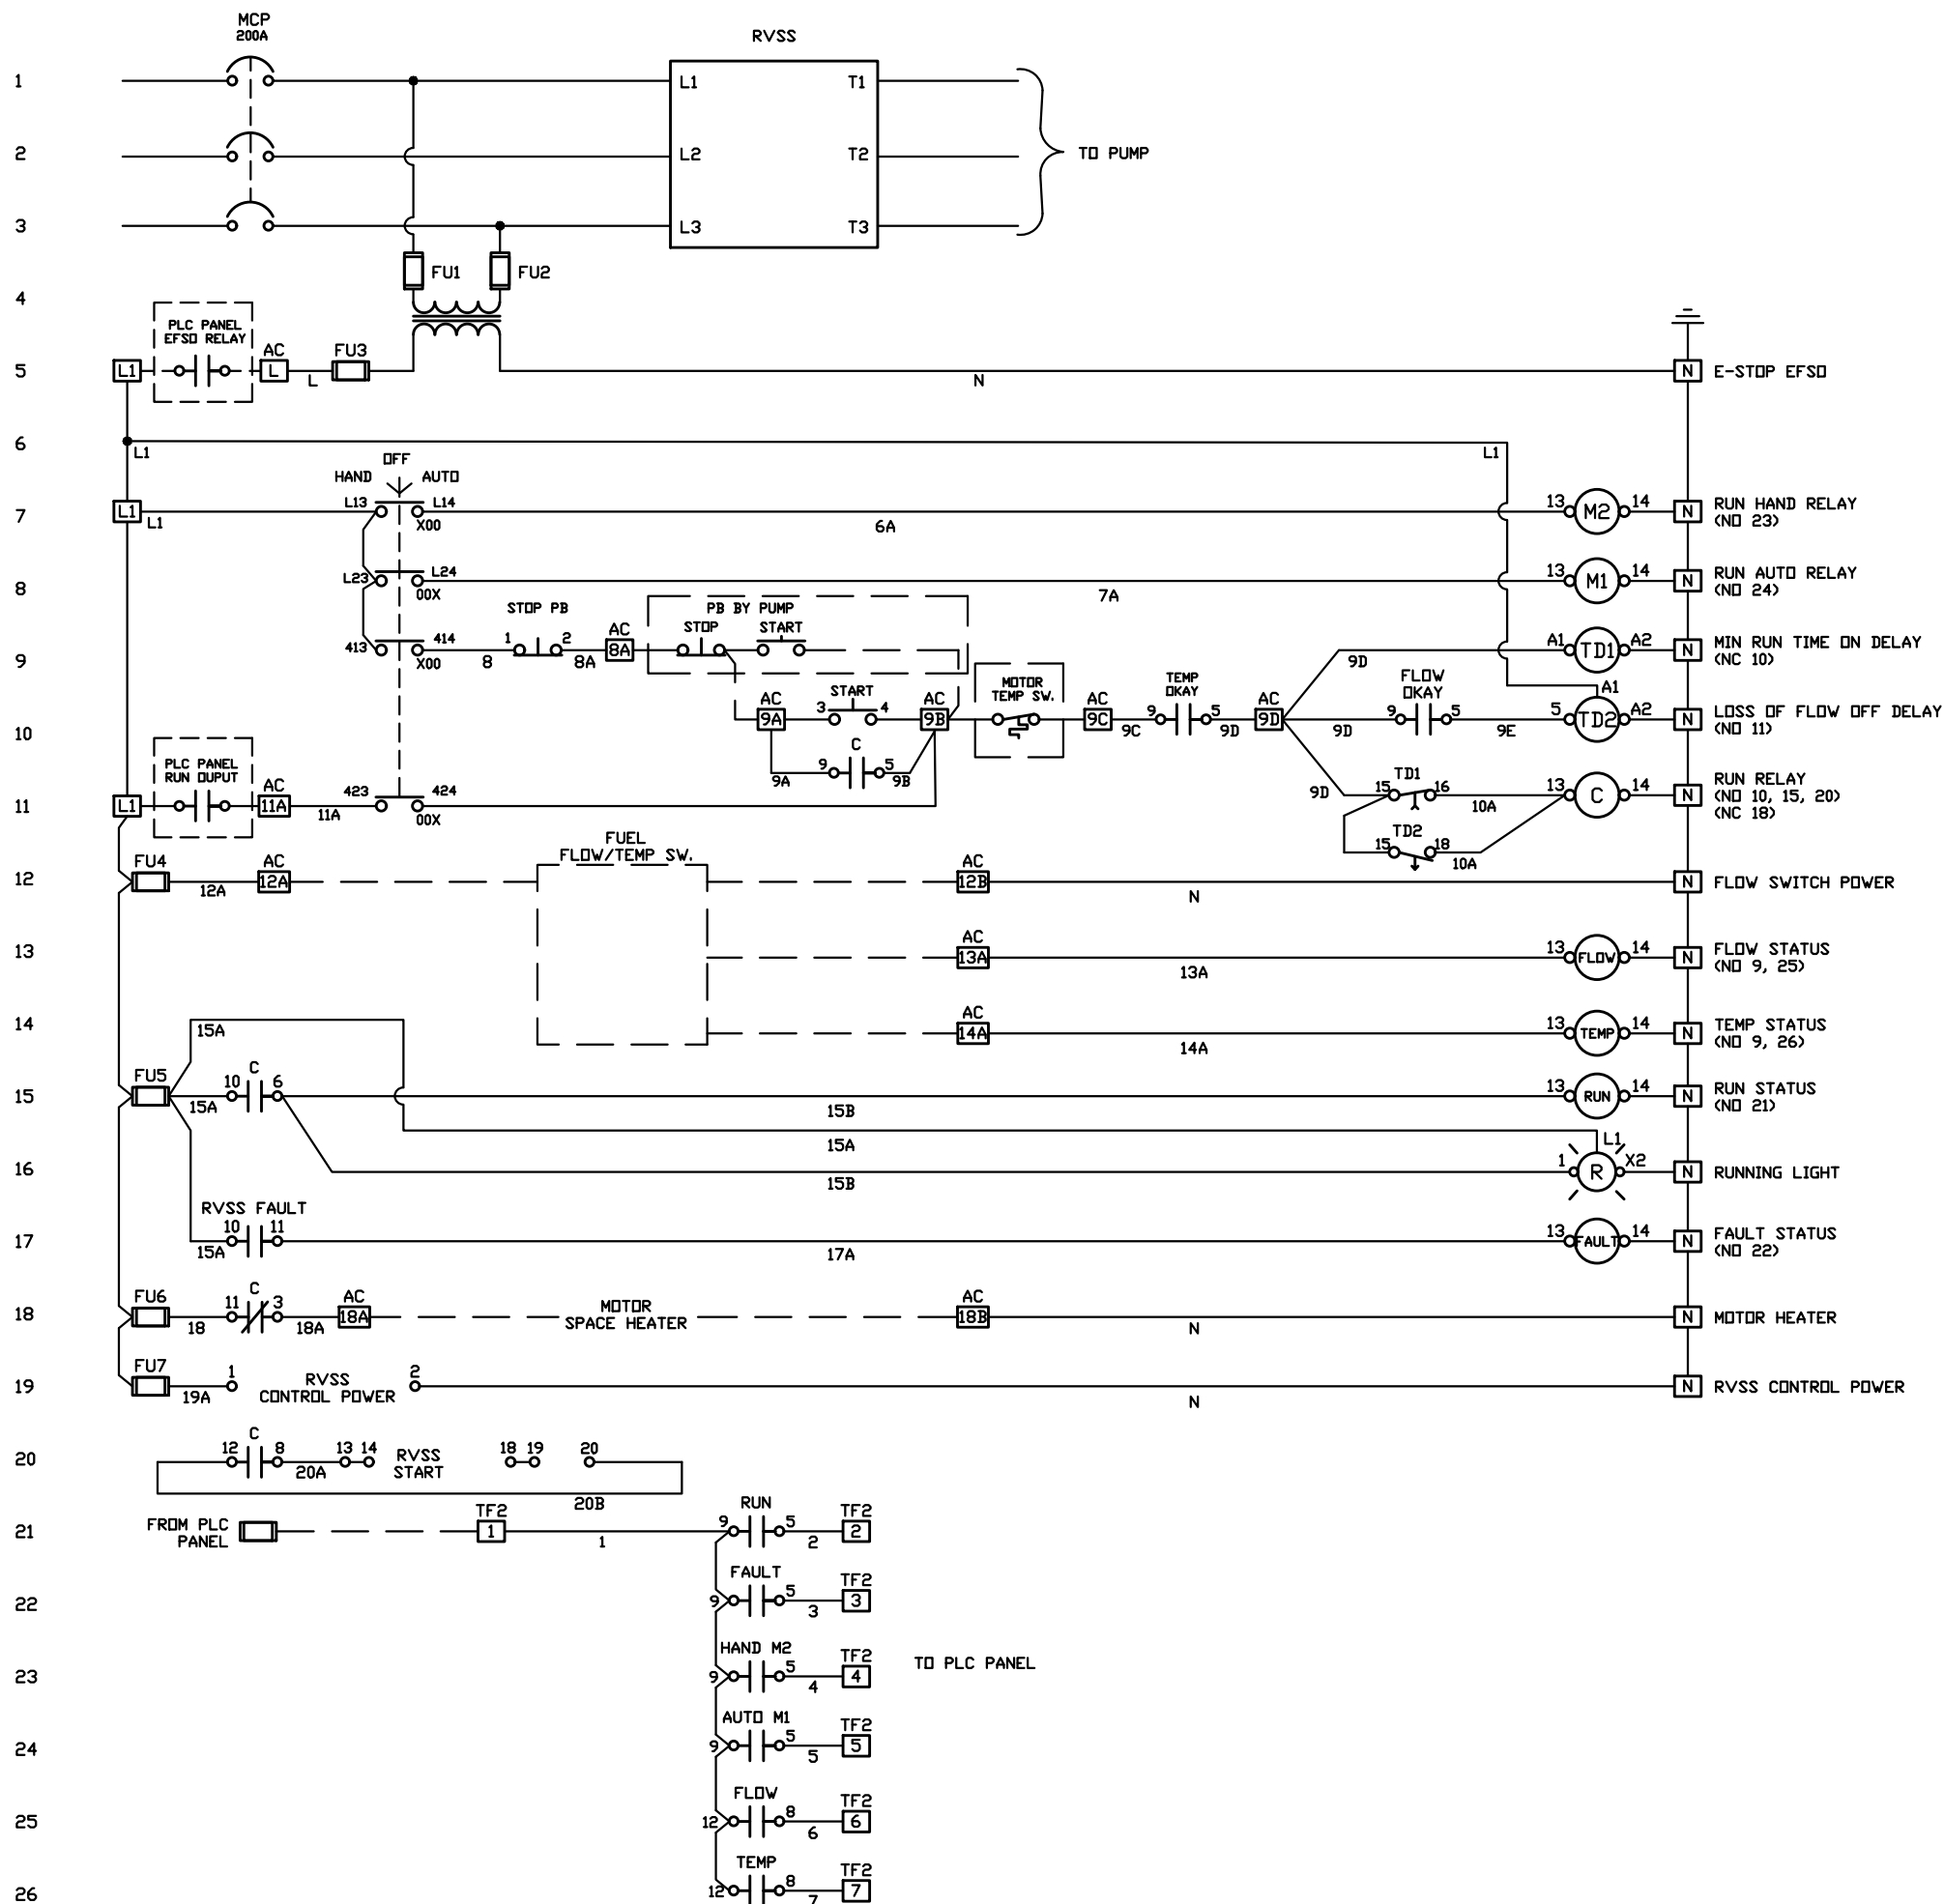 MCP
200A
RVSS
1
L1
T1
2
L2
T2
TO PUMP
3
L3
T3
FU1
FU2
4
PLC PANEL
EFSO RELAY
AC
FU3
5
L1
L
L
N
N
E-STOP EFSO
6
L1
L1
OFF
HAND
AUTO
7
L1
L1
L13
L14
X00
6A
13
M2
14
N
RUN HAND RELAY
(NO 23)
8
L23
L24
00X
7A
13
M1
14
N
RUN AUTO RELAY
(NO 24)
STOP PB
PB BY PUMP
STOP
START
9
413
414
X00
8
1
2
8A
AC
8A
9D
A1
TD1
A2
N
MIN RUN TIME ON DELAY
(NC 10)
10
AC
9A
START
3
4
AC
9B
MOTOR
TEMP SW.
AC
9C
9C
TEMP
OKAY
9
5
9D
AC
9D
9D
FLOW
OKAY
9
5
9E
A1
5
TD2
A2
N
LOSS OF FLOW OFF DELAY
(NO 11)
9A
C
9
5
9B
PLC PANEL
RUN OUPUT
11
L1
AC
11A
11A
423
424
00X
9D
TD1
15
16
10A
13
C
14
N
RUN RELAY
(NO 10, 15, 20)
(NC 18)
TD2
15
18
10A
FUEL
FLOW/TEMP SW.
12
FU4
12A
AC
12A
AC
12B
N
N
FLOW SWITCH POWER
13
AC
13A
13A
13
FLOW
14
N
FLOW STATUS
(NO 9, 25)
14
15A
AC
14A
14A
13
TEMP
14
N
TEMP STATUS
(NO 9, 26)
15
FU5
15A
10
C
6
15B
13
RUN
14
N
RUN STATUS
(NO 21)
15A
16
15B
L1
1
R
X2
N
RUNNING LIGHT
RVSS FAULT
17
15A
10
11
17A
13
FAULT
14
N
FAULT STATUS
(NO 22)
18
FU6
18
11
C
3
18A
AC
18A
MOTOR
SPACE HEATER
AC
18B
N
N
MOTOR HEATER
19
FU7
19A
1
RVSS
CONTROL POWER
2
N
N
RVSS CONTROL POWER
20
12
C
8
20A
13 14
RVSS
START
18 19
20
20B
21
FROM PLC
PANEL
TF2
1
1
RUN
9
5
2
TF2
2
22
FAULT
9
5
3
TF2
3
23
HAND M2
9
5
4
TF2
4
TO PLC PANEL
24
AUTO M1
9
5
5
TF2
5
25
FLOW
12
8
6
TF2
6
26
TEMP
12
8
7
TF2
7